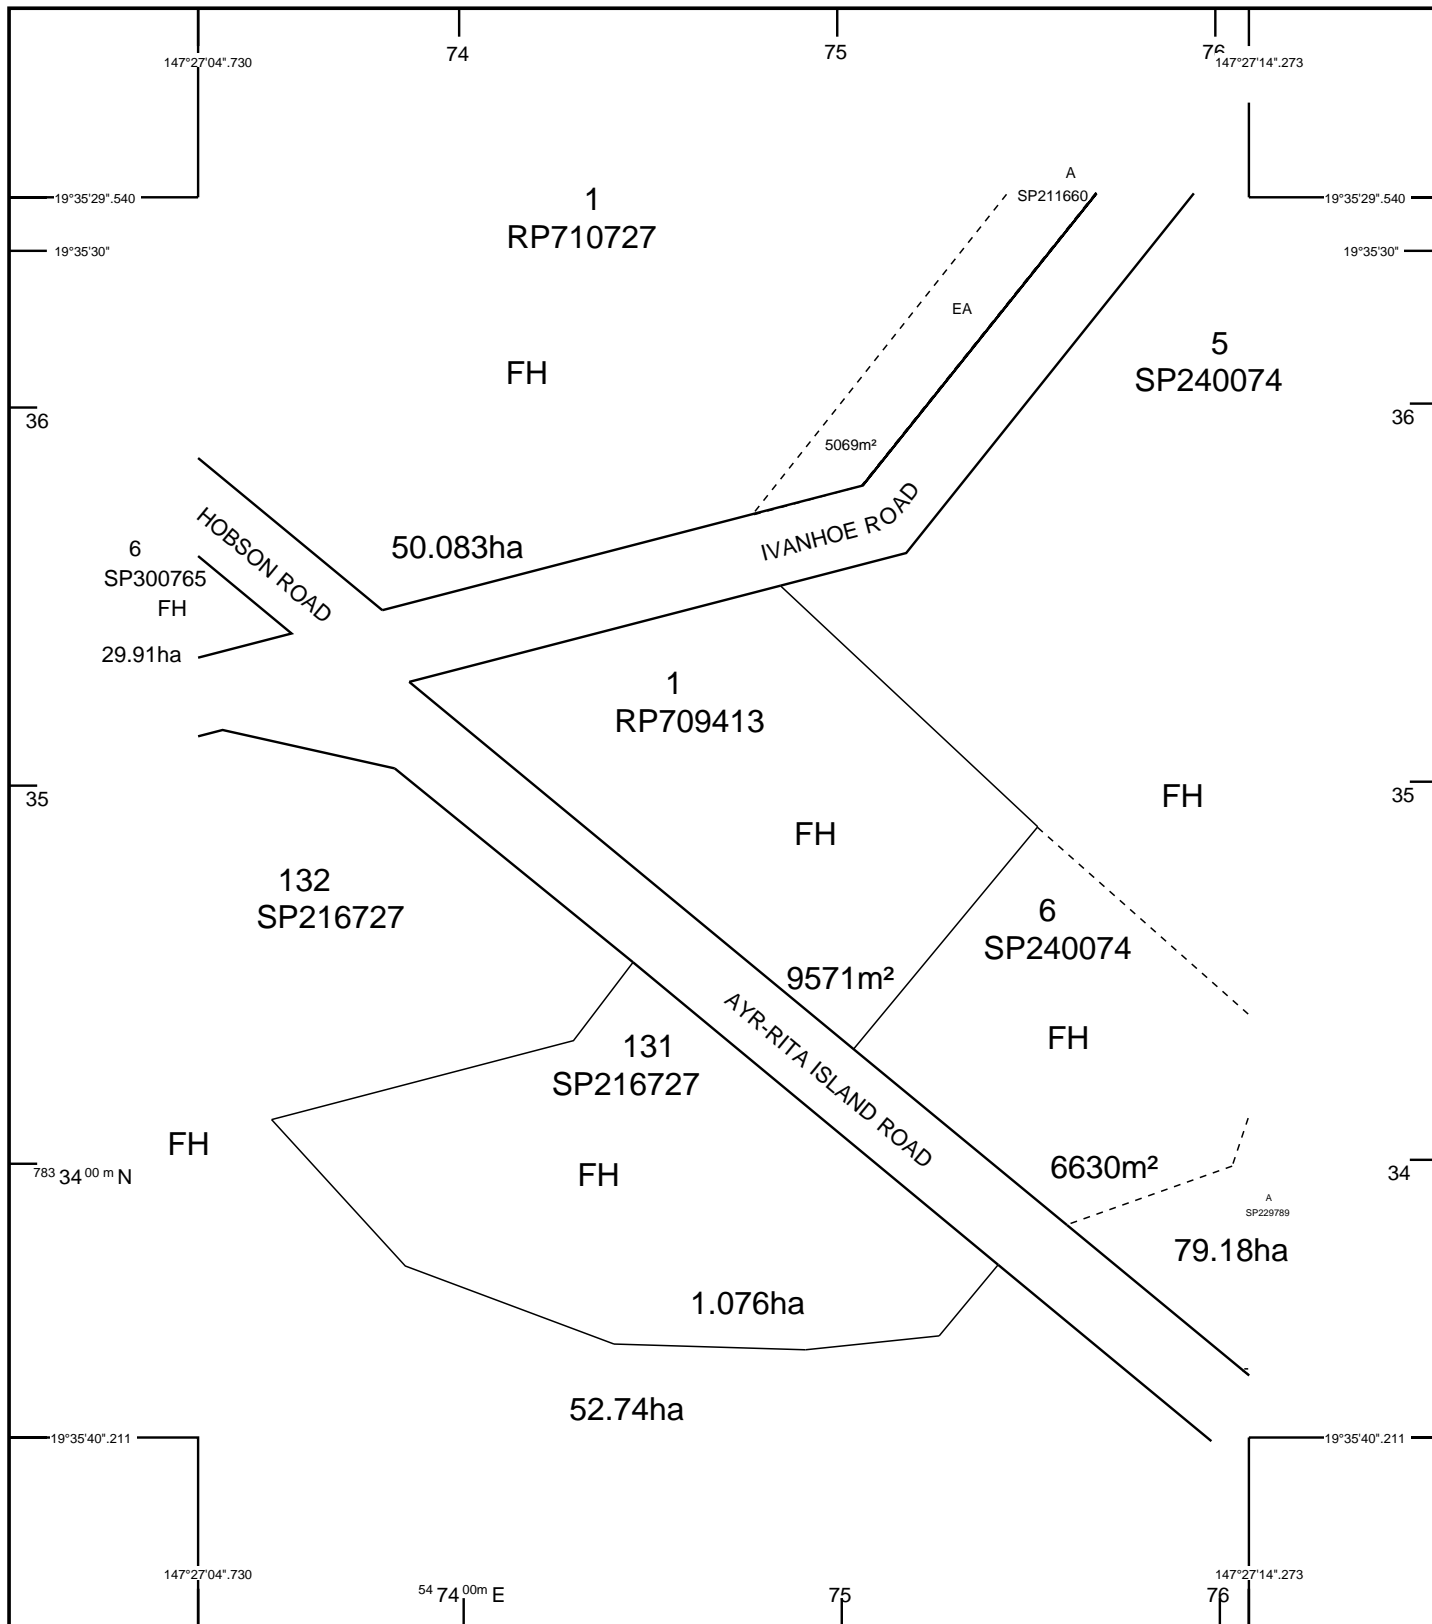 74
75
76
147°27'04".730
147°27'14".273
A
SP211660
19°35'29".540
19°35'29".540
1
RP710727
19°35'30"
19°35'30"
EA
5
SP240074
FH
36
36
5069m²
HOBSON ROAD
IVANHOE ROAD
50.083ha
6
SP300765
FH
29.91ha
1
RP709413
35
35
FH
FH
132
SP216727
6
SP240074
9571m²
AYR-RITA ISLAND ROAD
131
SP216727
FH
FH
FH
783 34 00 m N
34
6630m²
A
SP229789
79.18ha
1.076ha
52.74ha
19°35'40".211
19°35'40".211
147°27'04".730
147°27'14".273
54 74 00m E
75
76